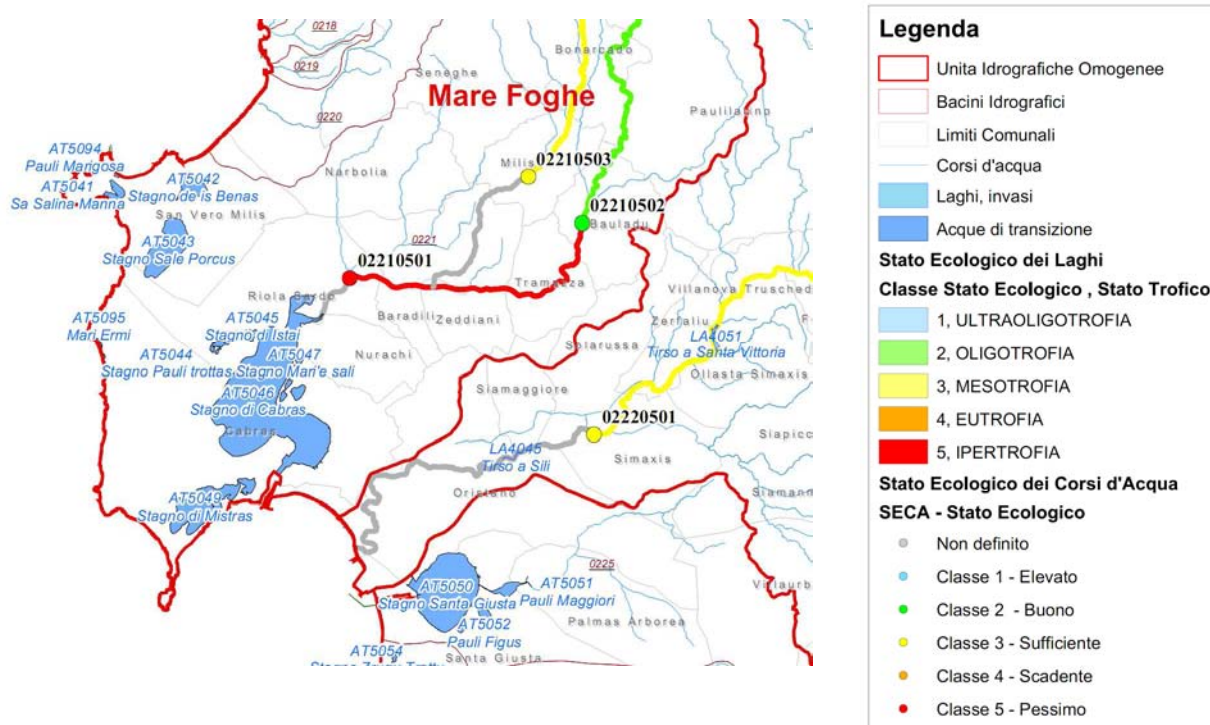 0218
Bonarcado
0219
Seneghe
Mare Foghe
0220
Paulilatino
AT5094
Pauli Marigosa
02210503
Milis
Narbolia
AT5041
AT5042
Sa Salina Manna
Stagno de is Benas
02210502
San Vero Milis
Bauladu
AT5043
Stagno Sale Porcus
0221
02210501
Tramatza
Villanova Trusched
Riola Sardo
AT5095
Mari Ermi
AT5045
Stagno di Istai
Baradili
Zeddiani
Zerfaliu
LA4051
Tirso a Santa Vittoria
AT5044
AT5047
Nurachi
Solarussa
Stagno Pauli trottas
Stagno Mari'e sali
Ollasta Simaxis
AT5046
Stagno di Cabras
Siamaggiore
02220501
Cabras
Siapicc
LA4045
Tirso a Sili
Simaxis
AT5049
Stagno di Mistras
Oristano
Siamann
0225
AT5050
Stagno Santa Giusta
AT5051
Pauli Maggiori
Villaurb
AT5052
Pauli Figus
Palmas Arborea
AT5054
Santa Giusta
Legenda
Unita Idrografiche Omogenee
Bacini Idrografici
Limiti Comunali
Corsi d'acqua
Laghi, invasi
Acque di transizione
Stato Ecologico dei Laghi
Classe Stato Ecologico , Stato Trofico
1, ULTRAOLIGOTROFIA
2, OLIGOTROFIA
3, MESOTROFIA
4, EUTROFIA
5, IPERTROFIA
Stato Ecologico dei Corsi d'Acqua
SECA - Stato Ecologico
Non definito
Classe 1 - Elevato
Classe 2 - Buono
Classe 3 - Sufficiente
Classe 4 - Scadente
Classe 5 - Pessimo